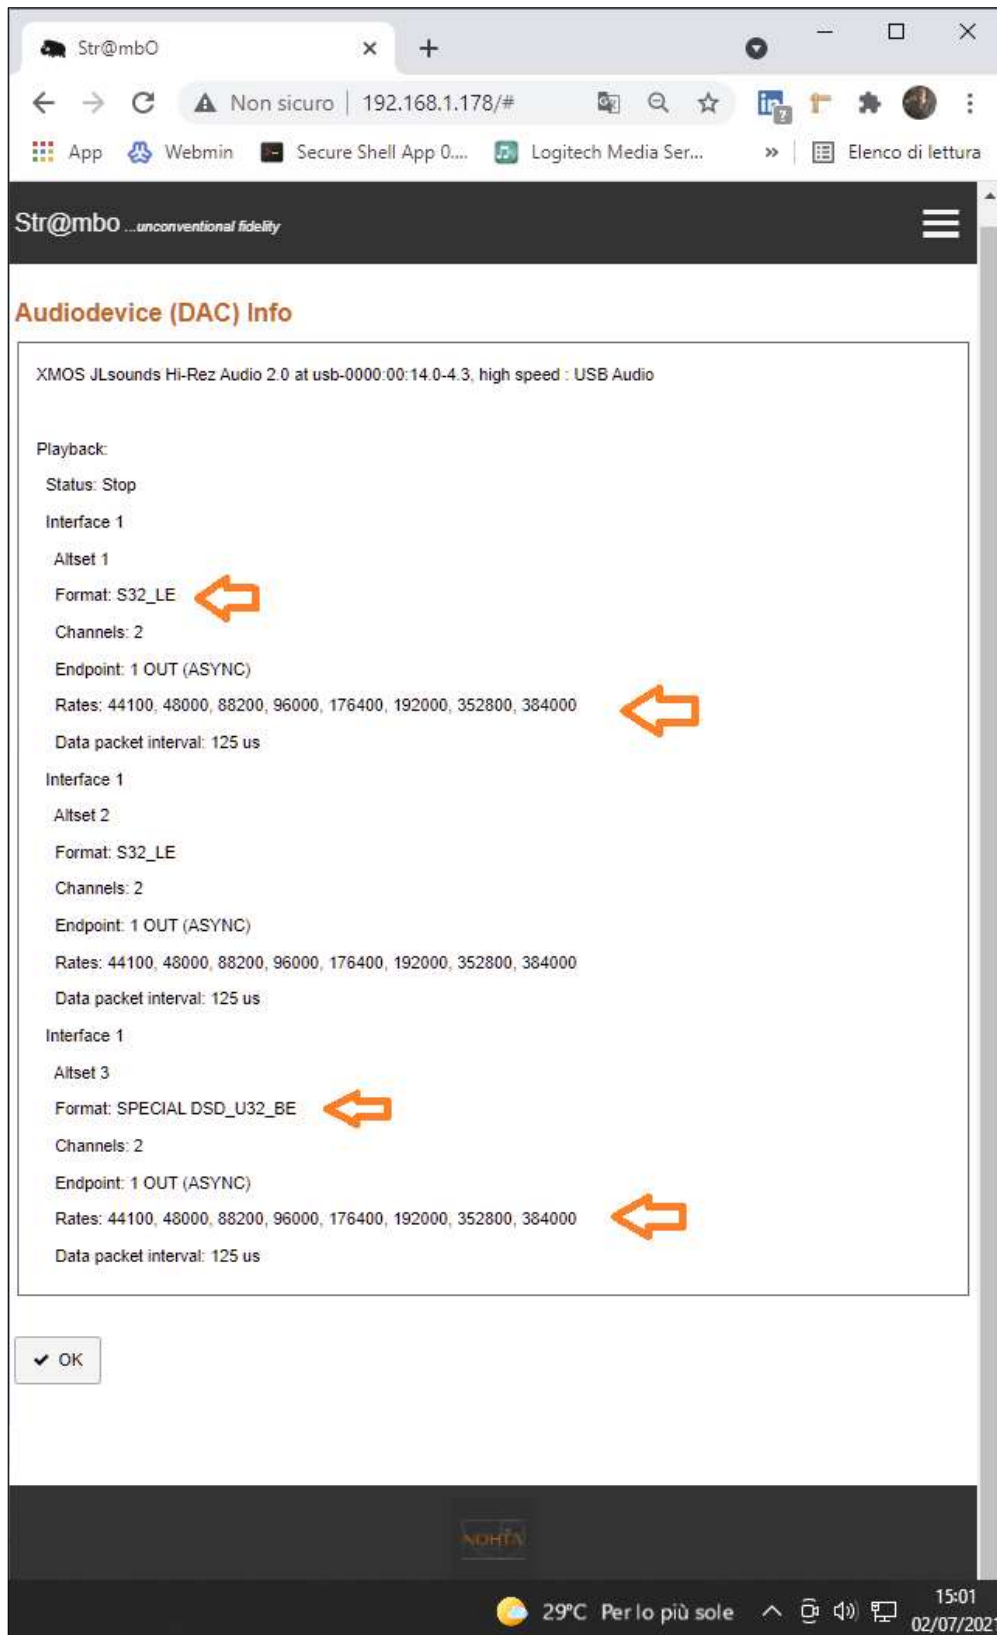 Str@mbO
Non sicuro | 192.168.1.178/#
App Webmin Secure Shell App 0.... Logitech Media Ser... » Elenco di lettura
Str@mbo ...unconventional fidelity
Audiodevice (DAC) Info
XMOS JLsounds Hi-Rez Audio 2.0 at usb-0000:00:14.0-4.3, high speed : USB Audio
Playback:
Status: Stop
Interface 1
Altset 1
Format: S32_LE
Channels: 2
Endpoint: 1 OUT (ASYNC)
Rates: 44100, 48000, 88200, 96000, 176400, 192000, 352800, 384000
Data packet interval: 125 us
Interface 1
Altset 2
Format: S32_LE
Channels: 2
Endpoint: 1 OUT (ASYNC)
Rates: 44100, 48000, 88200, 96000, 176400, 192000, 352800, 384000
Data packet interval: 125 us
Interface 1
Altset 3
Format: SPECIAL DSD_U32_BE
Channels: 2
Endpoint: 1 OUT (ASYNC)
Rates: 44100, 48000, 88200, 96000, 176400, 192000, 352800, 384000
Data packet interval: 125 us
OK
29°C Per lo più sole
15:01
02/07/2021